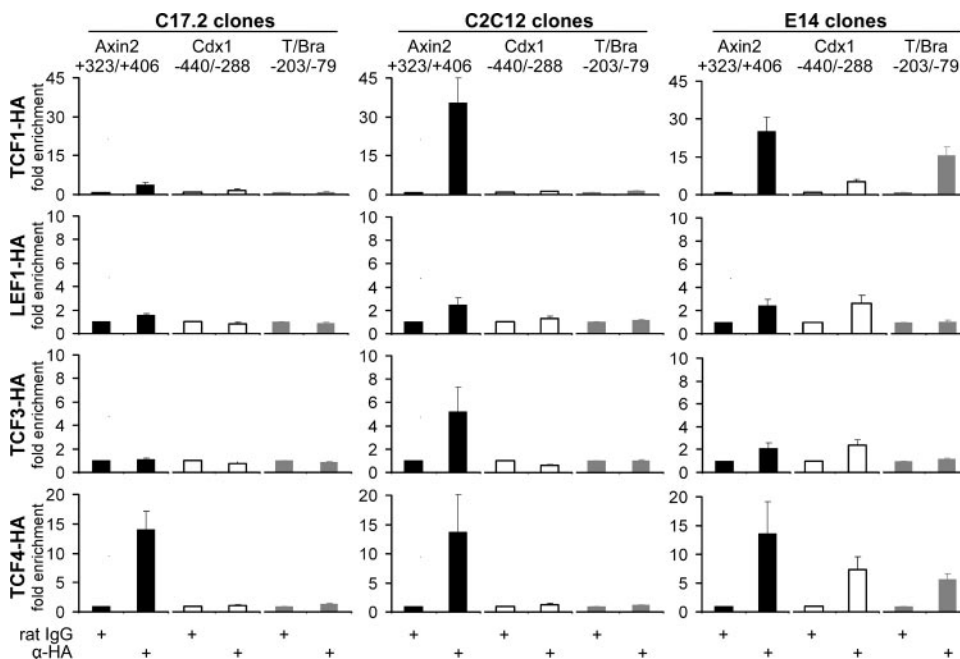 C17.2 clones C2C12 clones E14 clones
Axin2 Cdx1 T/Bra Axin2 Cdx1 T/Bra Axin2 Cdx1 T/Bra
+323/+406 -440/-288 -203/-79 +323/+406 -440/-288 -203/-79 +323/+406 -440/-288 -203/-79
TCF1-HA
fold enrichment
45 45 45
30 30 30
15 15 15
0 0 0
LEF1-HA
fold enrichment
10 10 10
8 8 8
6 6 6
4 4 4
2 2 2
0 0 0
TCF3-HA
fold enrichment
10 10 10
8 8 8
6 6 6
4 4 4
2 2 2
0 0 0
TCF4-HA
fold enrichment
20 20 20
15 15 15
10 10 10
5 5 5
0 0 0
rat IgG + + + + + + + + +
α-HA + + + + + + + + +